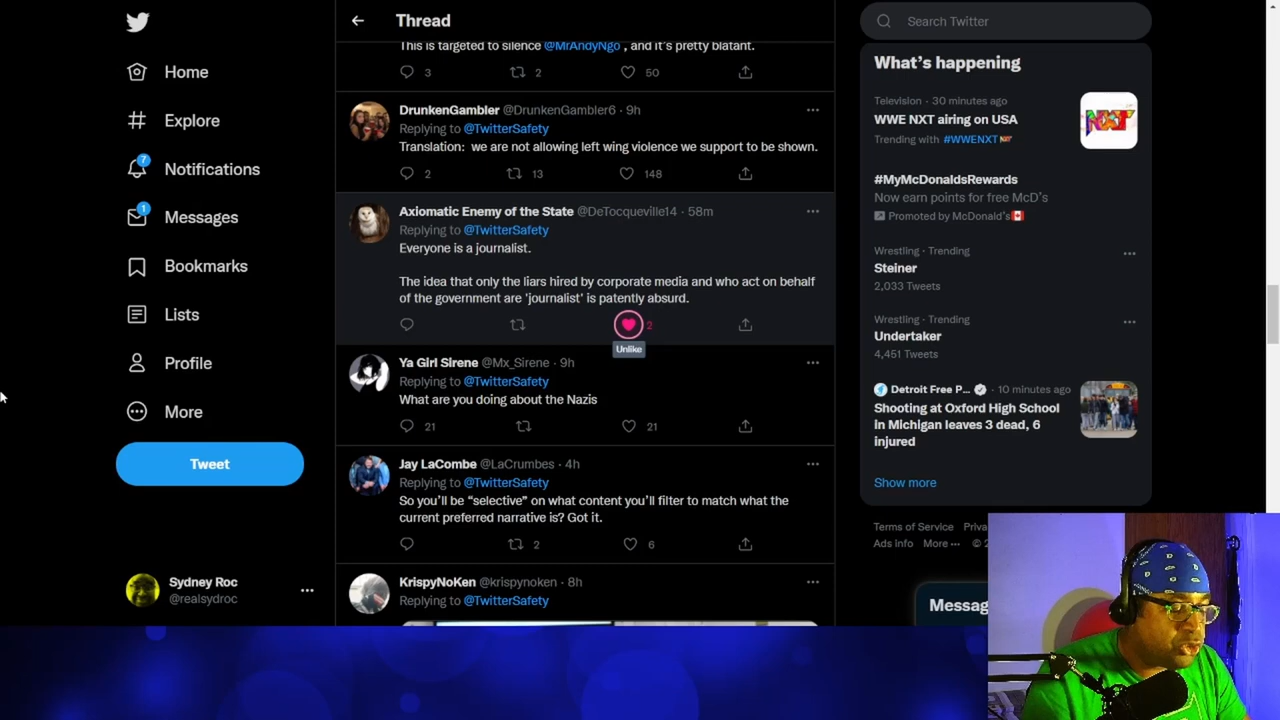 Home
Explore
7
Notifications
1
Messages
Bookmarks
Lists
Profile
More
Tweet
Sydney Roc
@realsydroc
Thread
This is targeted to silence @MrAndyNgo , and it's pretty blatant.
3 2 50
DrunkenGambler @DrunkenGambler6 · 9h
Replying to @TwitterSafety
Translation: we are not allowing left wing violence we support to be shown.
2 13 148
Axiomatic Enemy of the State @DeTocqueville14 · 58m
Replying to @TwitterSafety
Everyone is a journalist.
The idea that only the liars hired by corporate media and who act on behalf
of the government are 'journalist' is patently absurd.
2
Unlike
Ya Girl Sirene @Mx_Sirene · 9h
Replying to @TwitterSafety
What are you doing about the Nazis
21 21
Jay LaCombe @LaCrumbes · 4h
Replying to @TwitterSafety
So you'll be “selective” on what content you'll filter to match what the
current preferred narrative is? Got it.
2 6
KrispyNoKen @krispynoken · 8h
Replying to @TwitterSafety
Search Twitter
What's happening
Television · 30 minutes ago
WWE NXT airing on USA
Trending with #WWENXT
NXT
#MyMcDonaldsRewards
Now earn points for free McD's
Promoted by McDonald's
Wrestling · Trending
Steiner
2,033 Tweets
Wrestling · Trending
Undertaker
4,451 Tweets
Detroit Free P... · 10 minutes ago
Shooting at Oxford High School
in Michigan leaves 3 dead, 6
injured
Show more
Terms of Service Priva
Ads info More ··· ©
Messag